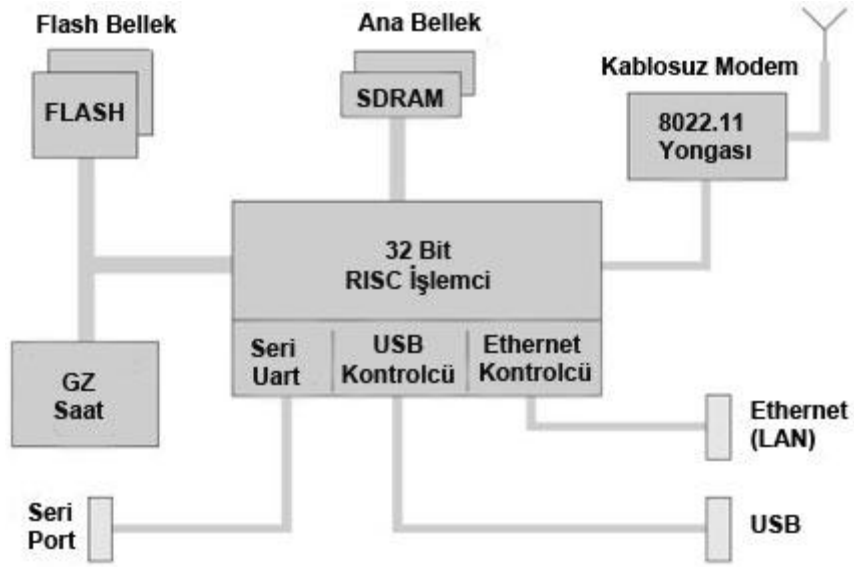 Flash Bellek
FLASH
Ana Bellek
SDRAM
Kablosuz Modem
8022.11
Yongası
32 Bit
RISC İşlemci
Seri
Uart
USB
Kontrolcü
Ethernet
Kontrolcü
GZ
Saat
Ethernet
(LAN)
Seri
Port
USB